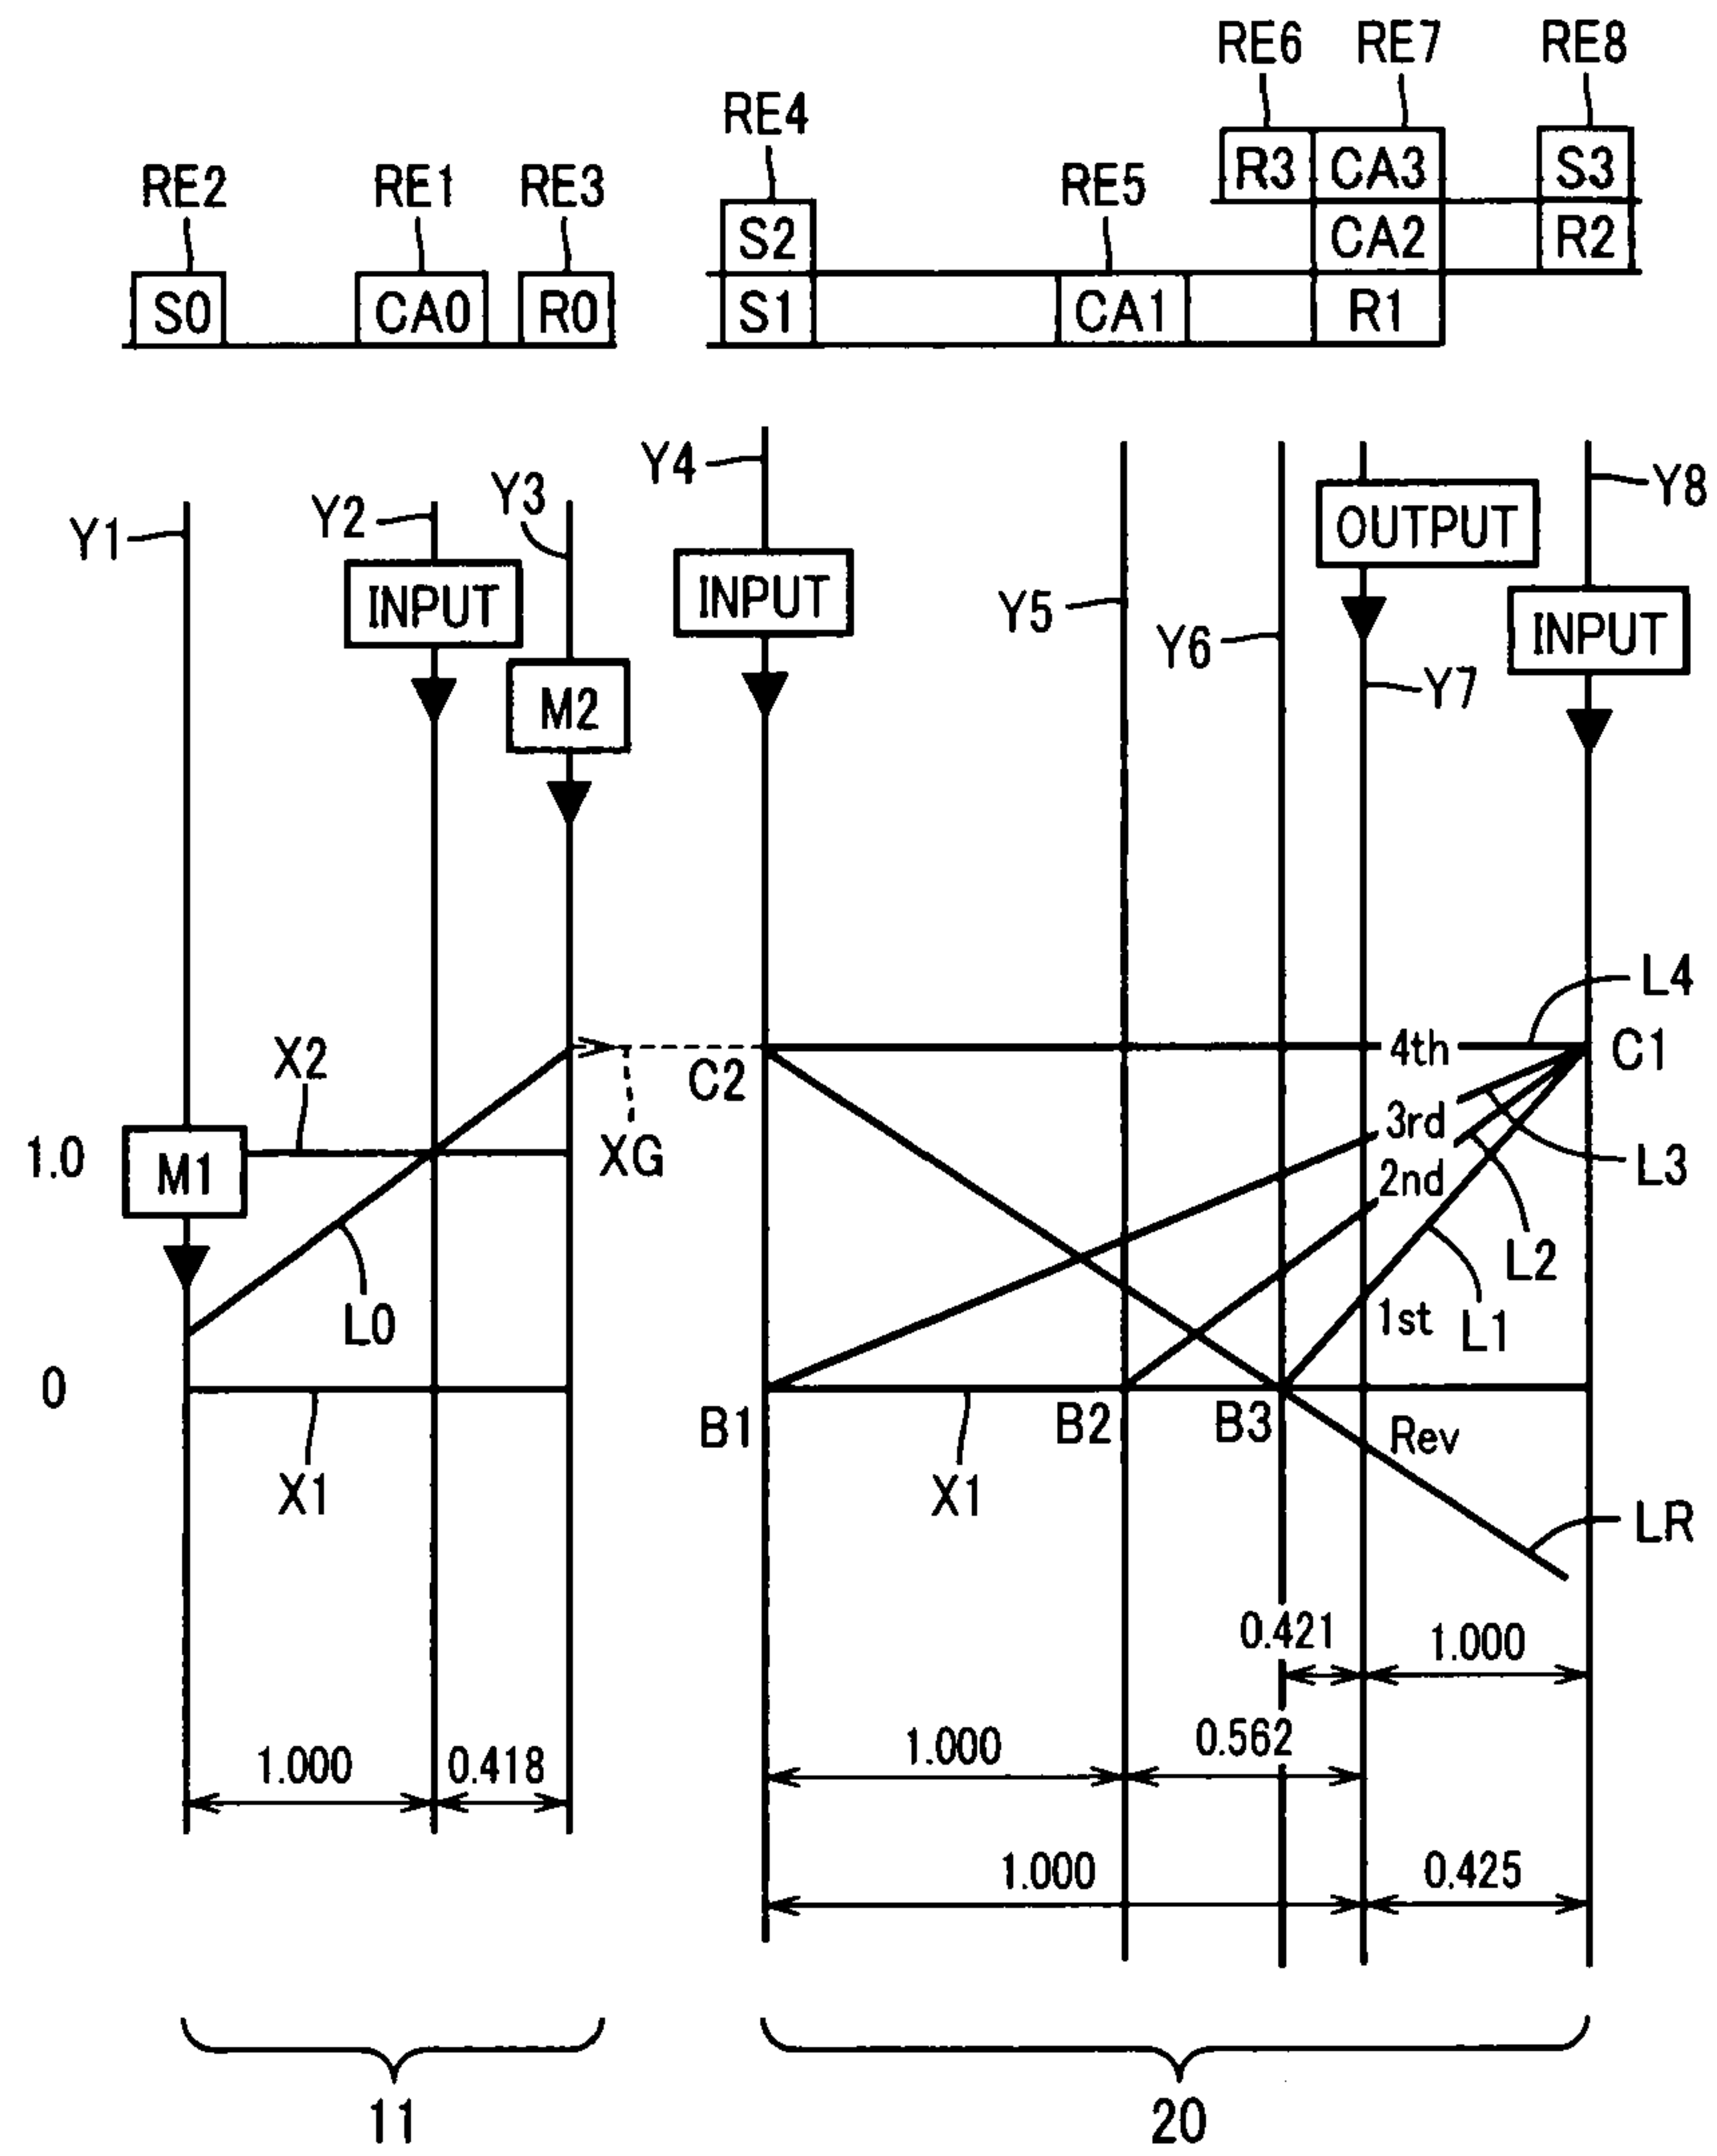 RE6 RE7 RE8
RE4
RE2 RE1 RE3 RE5
R3 CA3 S3
S2 CA2 R2
S0 CA0 R0 S1 CA1 R1
Y1 Y2 Y3 Y4 Y5 Y6 Y7 Y8
OUTPUT
INPUT INPUT INPUT
M2
L4
X2 C2 4th C1
1.0 M1 XG 3rd L3
2nd
L0 L2
1st L1
0
B1 B2 B3 Rev
X1 X1
LR
0.421 1.000
1.000 0.562
1.000 0.418
1.000 0.425
11 20